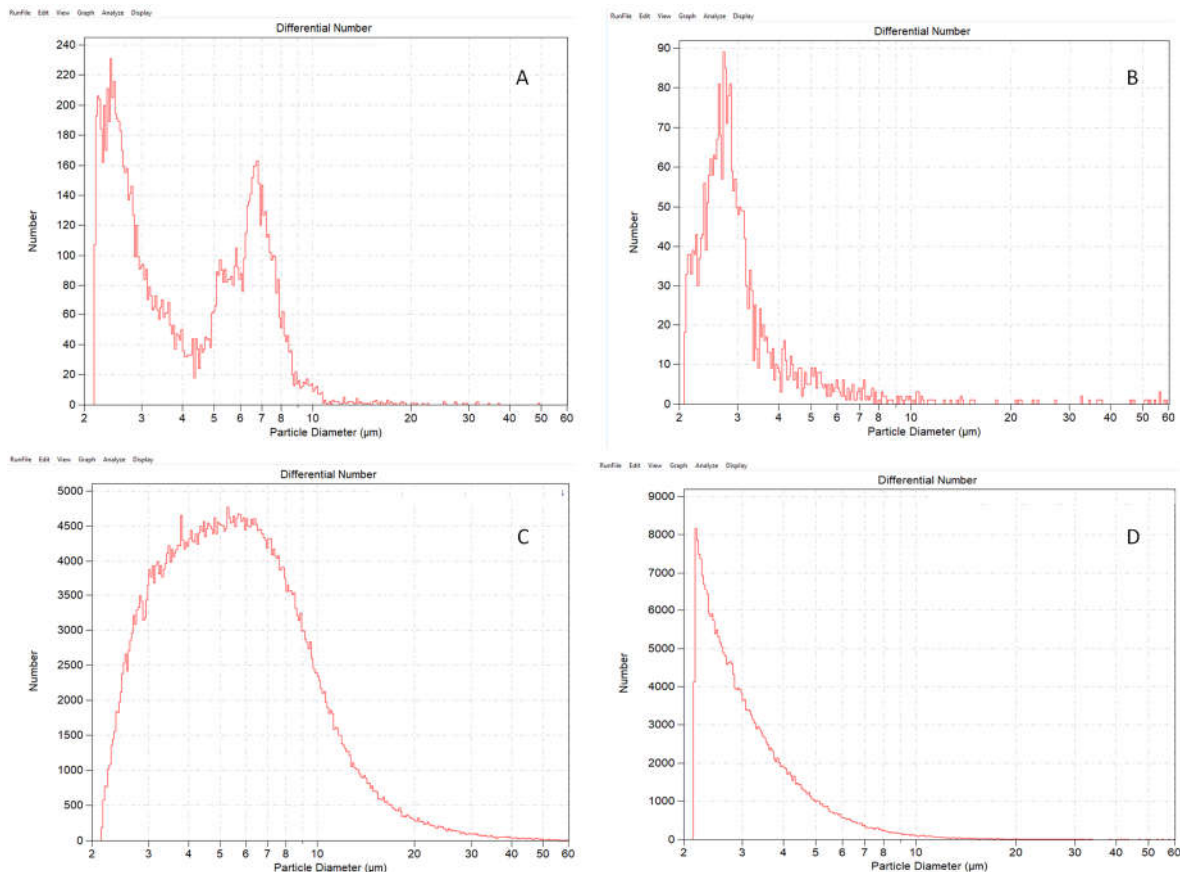 RunFile Edit View Graph Analyze Display
Differential Number
A
240
220
200
180
160
140
120
100
80
60
40
20
0
Number
2 3 4 5 6 7 8 10 20 30 40 50 60
Particle Diameter (µm)
RunFile Edit View Graph Analyze Display
Differential Number
B
90
80
70
60
50
40
30
20
10
0
Number
2 3 4 5 6 7 8 10 20 30 40 50 60
Particle Diameter (µm)
RunFile Edit View Graph Analyze Display
Differential Number
C
5000
4500
4000
3500
3000
2500
2000
1500
1000
500
0
Number
2 3 4 5 6 7 8 10 20 30 40 50 60
Particle Diameter (µm)
RunFile Edit View Graph Analyze Display
Differential Number
D
9000
8000
7000
6000
5000
4000
3000
2000
1000
0
Number
2 3 4 5 6 7 8 10 20 30 40 50 60
Particle Diameter (µm)